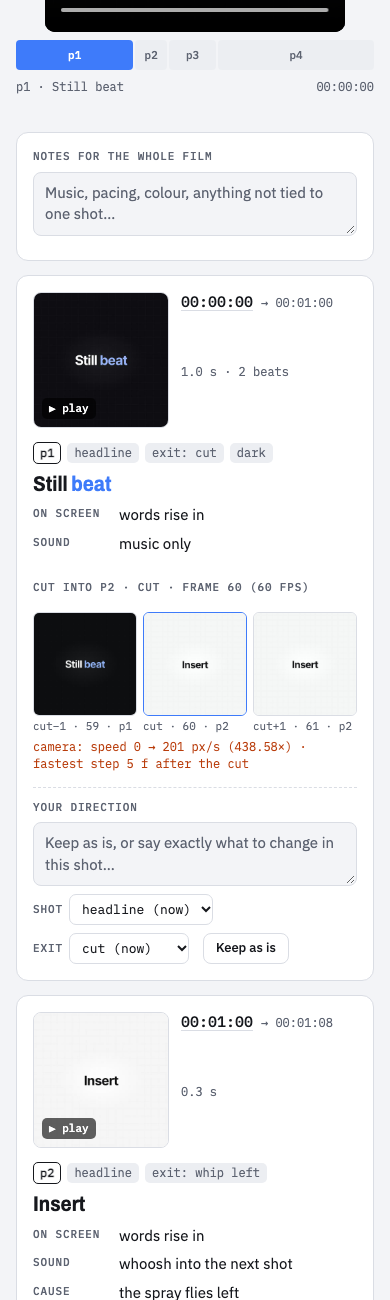 p1 p2 p3 p4
p1 · Still beat 00:00:00
NOTES FOR THE WHOLE FILM
Music, pacing, colour, anything not tied to
one shot…
Still beat
▶ play
00:00:00 → 00:01:00
1.0 s · 2 beats
p1 headline exit: cut dark
Still beat
ON SCREEN words rise in
SOUND music only
CUT INTO P2 · CUT · FRAME 60 (60 FPS)
Still beat Insert Insert
cut−1 · 59 · p1 cut · 60 · p2 cut+1 · 61 · p2
camera: speed 0 → 201 px/s (438.58×) ·
fastest step 5 f after the cut
YOUR DIRECTION
Keep as is, or say exactly what to change in
this shot…
SHOT headline (now)
EXIT cut (now) Keep as is
Insert
▶ play
00:01:00 → 00:01:08
0.3 s
p2 headline exit: whip left
Insert
ON SCREEN words rise in
SOUND whoosh into the next shot
CAUSE the spray flies left